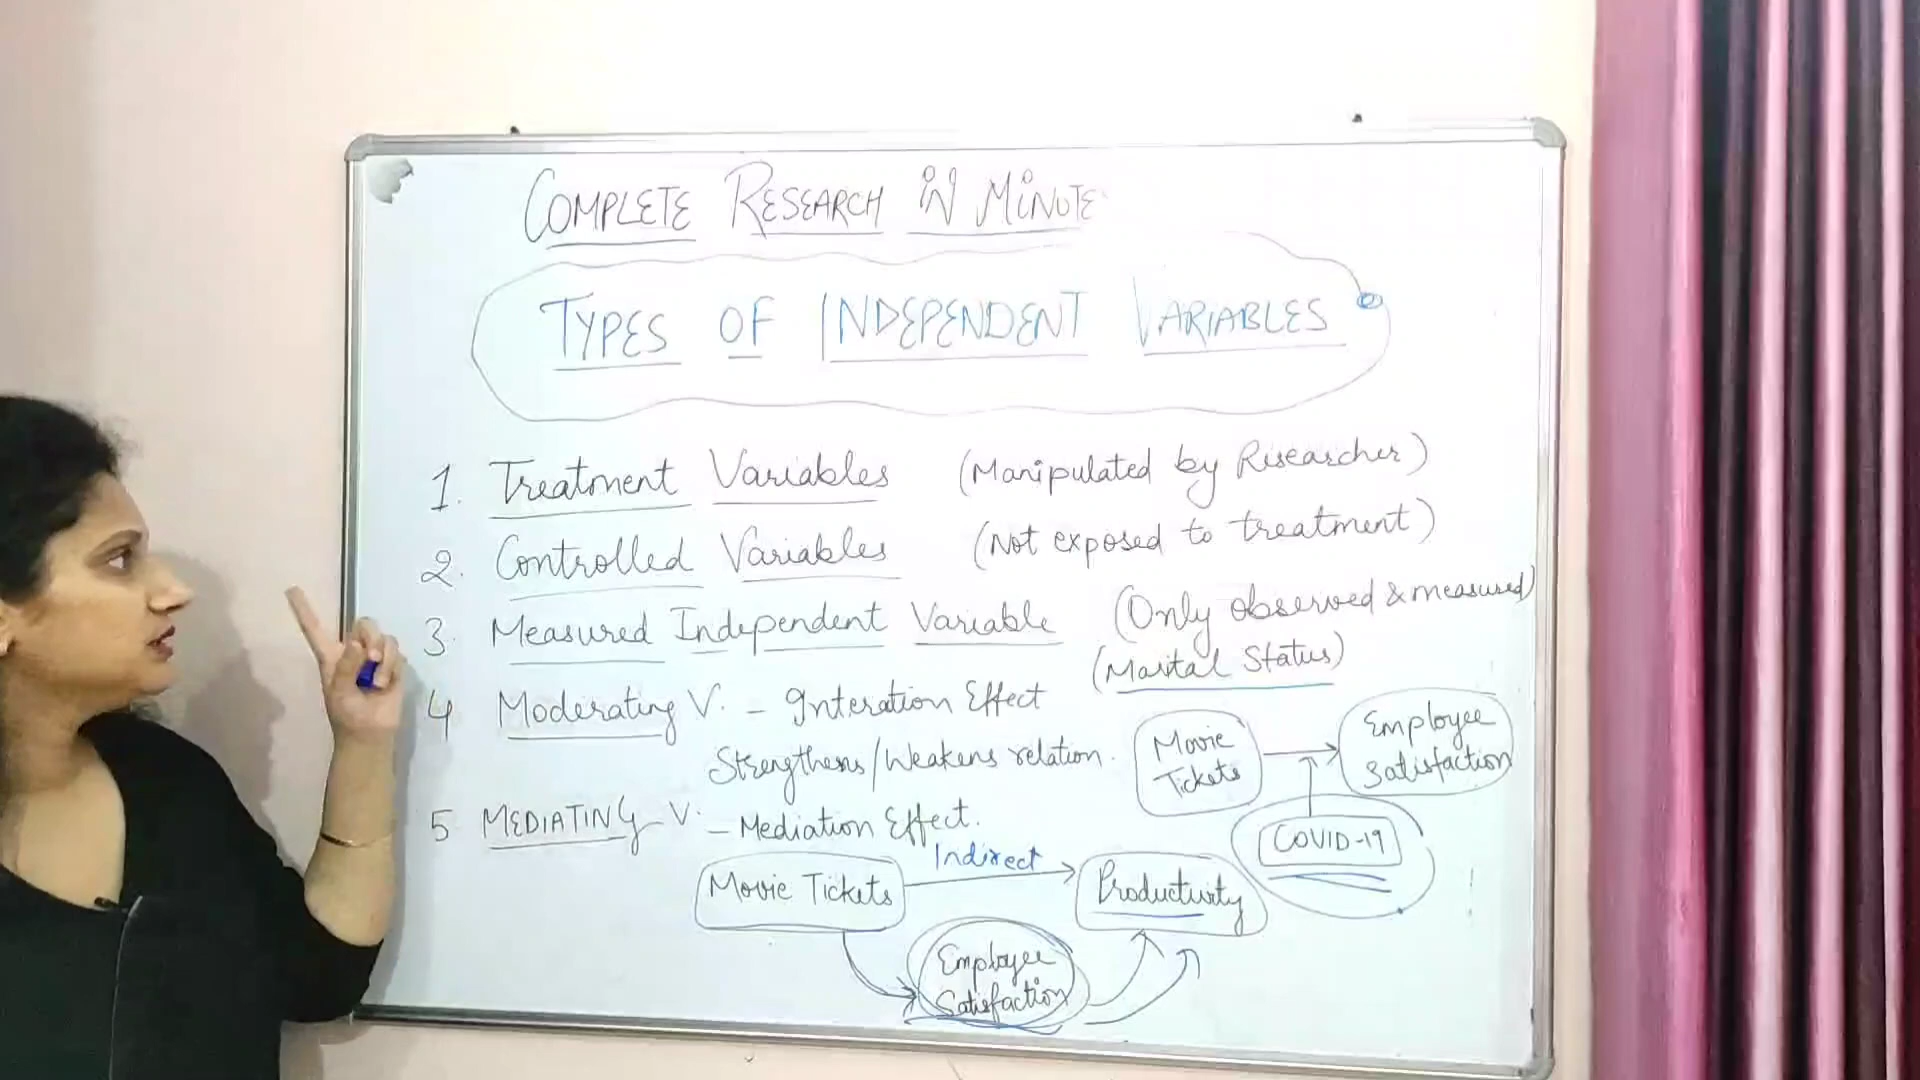 COMPLETE RESEARCH IN MINUTE
TYPES OF INDEPENDENT VARIABLES
1. Treatment Variables (Manipulated by Researcher)
2. Controlled Variables (Not exposed to treatment)
3. Measured Independent Variable (Only observed & measured)
(Marital Status)
4 Moderating V. - Interation Effect
Strengthens/Weakens relation.
Movie Tickets
Employee Satisfaction
COVID-19
5 MEDIATING V. - Mediation Effect.
Movie Tickets
Indirect
Productivity
Employee Satisfaction